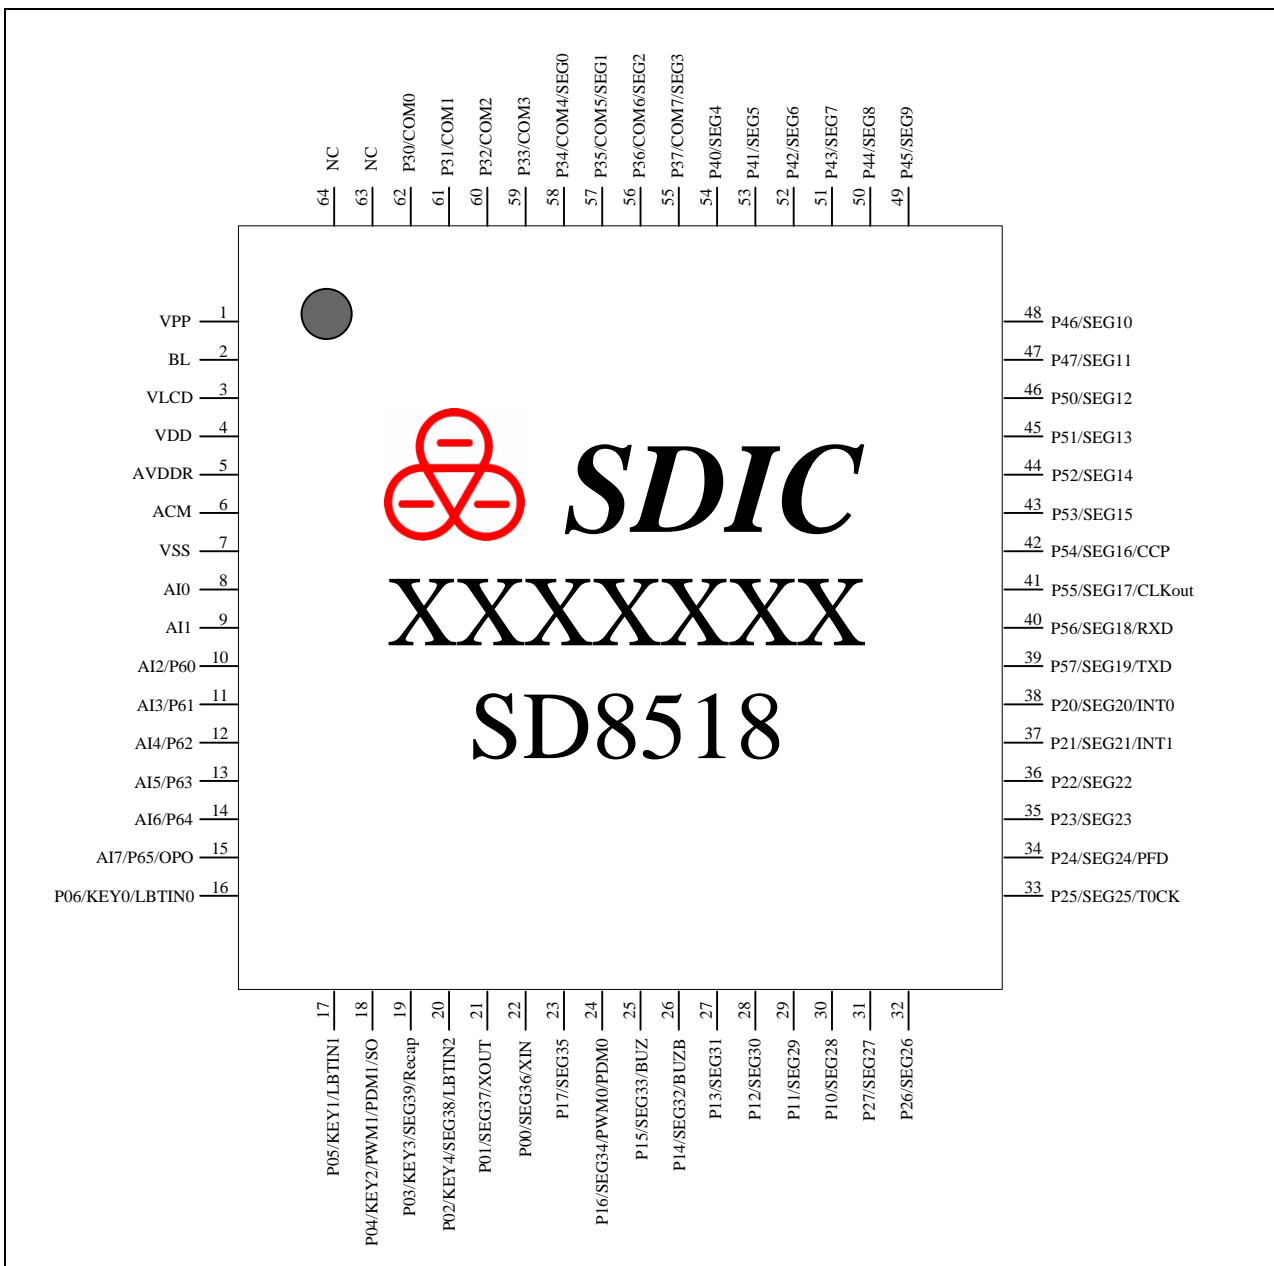 64 NC
63 NC
62 P30/COM0
61 P31/COM1
60 P32/COM2
59 P33/COM3
58 P34/COM4/SEG0
57 P35/COM5/SEG1
56 P36/COM6/SEG2
55 P37/COM7/SEG3
54 P40/SEG4
53 P41/SEG5
52 P42/SEG6
51 P43/SEG7
50 P44/SEG8
49 P45/SEG9
VPP 1
BL 2
VLCD 3
VDD 4
AVDDR 5
ACM 6
VSS 7
AI0 8
AI1 9
AI2/P60 10
AI3/P61 11
AI4/P62 12
AI5/P63 13
AI6/P64 14
AI7/P65/OPO 15
P06/KEY0/LBTIN0 16
SDIC
XXXXXXX
SD8518
48 P46/SEG10
47 P47/SEG11
46 P50/SEG12
45 P51/SEG13
44 P52/SEG14
43 P53/SEG15
42 P54/SEG16/CCP
41 P55/SEG17/CLKout
40 P56/SEG18/RXD
39 P57/SEG19/TXD
38 P20/SEG20/INT0
37 P21/SEG21/INT1
36 P22/SEG22
35 P23/SEG23
34 P24/SEG24/PFD
33 P25/SEG25/T0CK
17 P05/KEY1/LBTIN1
18 P04/KEY2/PWM1/PDM1/SO
19 P03/KEY3/SEG39/Recap
20 P02/KEY4/SEG38/LBTIN2
21 P01/SEG37/XOUT
22 P00/SEG36/XIN
23 P17/SEG35
24 P16/SEG34/PWM0/PDM0
25 P15/SEG33/BUZ
26 P14/SEG32/BUZB
27 P13/SEG31
28 P12/SEG30
29 P11/SEG29
30 P10/SEG28
31 P27/SEG27
32 P26/SEG26